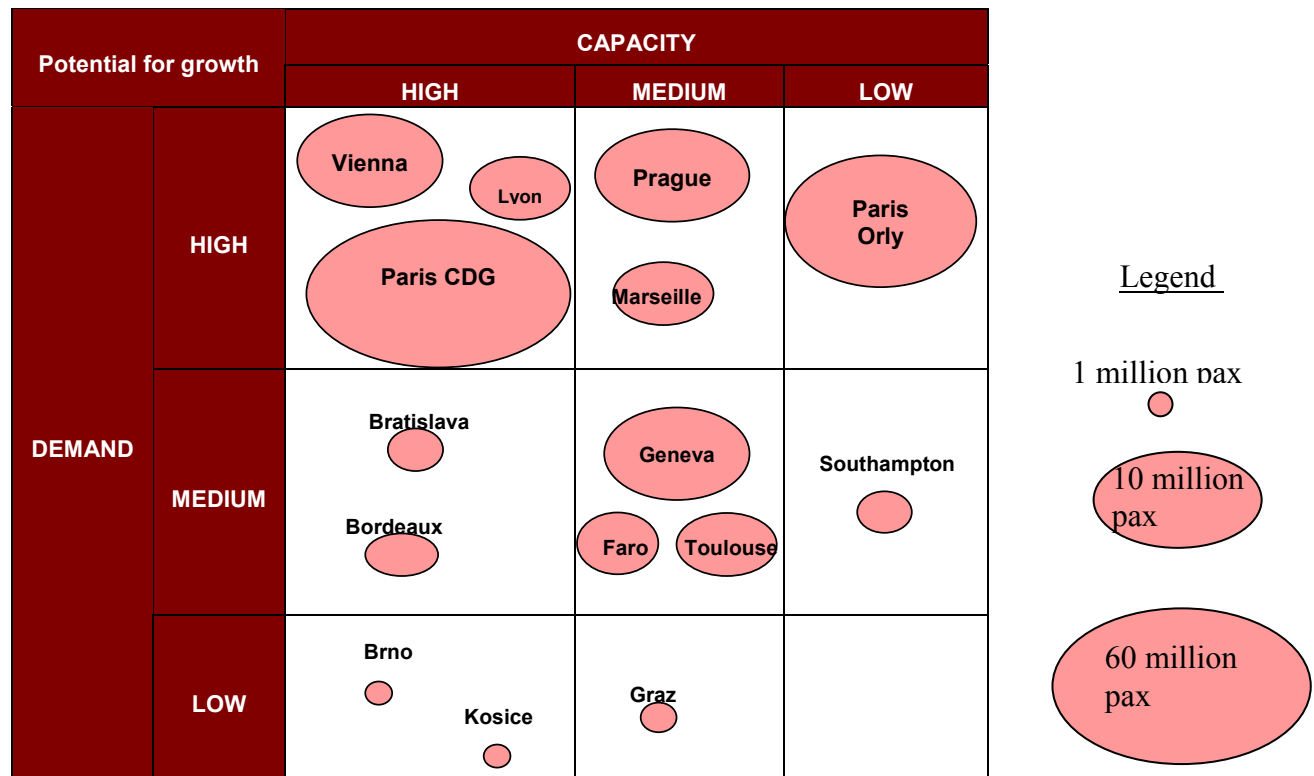 Potential for growth
CAPACITY
HIGH
MEDIUM
LOW
DEMAND
HIGH
Vienna
Lyon
Paris CDG
Prague
Marseille
Paris
Orly
MEDIUM
Bratislava
Bordeaux
Geneva
Faro
Toulouse
Southampton
LOW
Brno
Kosice
Graz
Legend
1 million pax
10 million
pax
60 million
pax